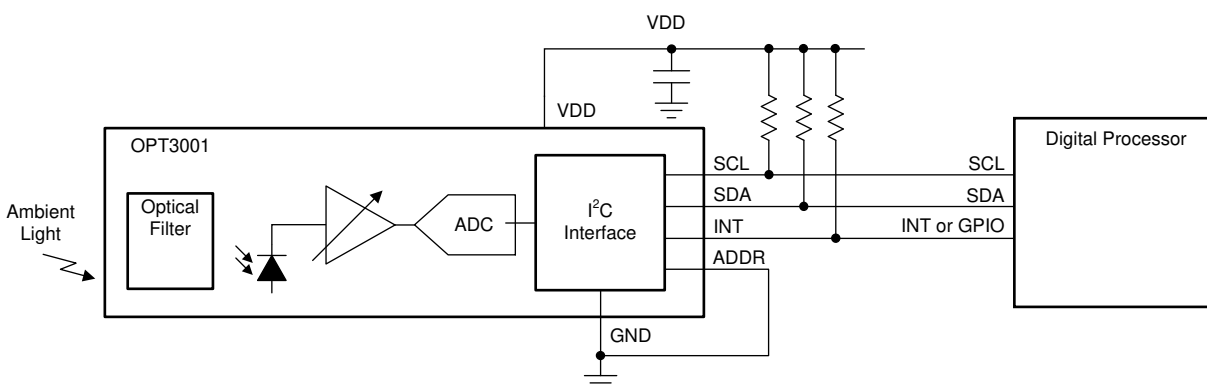 VDD
VDD
OPT3001
Digital Processor
Ambient
Light
Optical
Filter
ADC
I²C
Interface
SCL
SCL
SDA
SDA
INT
INT or GPIO
ADDR
GND